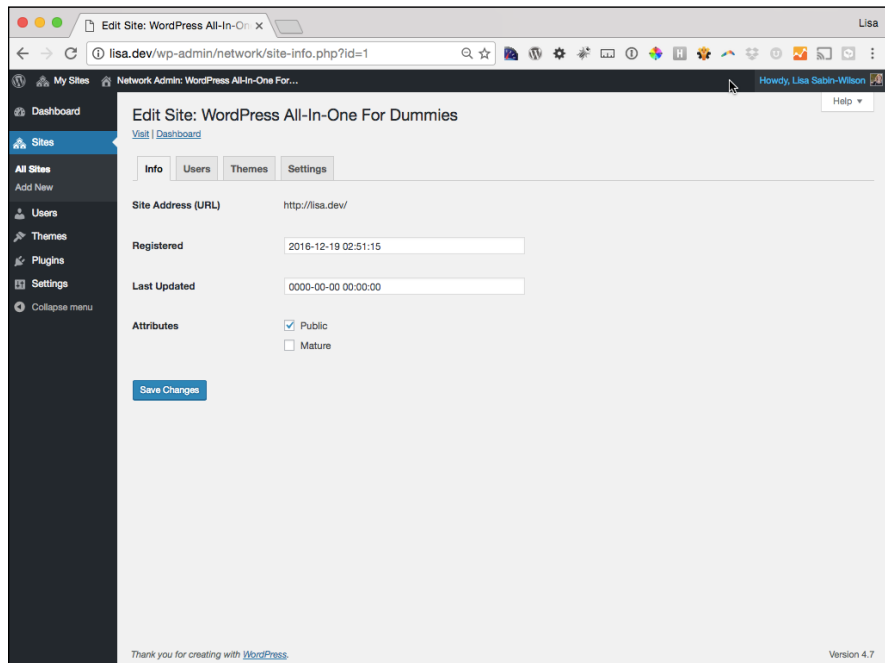 Edit Site: WordPress All-In-On
Lisa
lisa.dev/wp-admin/network/site-info.php?id=1
My Sites Network Admin: WordPress All-In-One For... Howdy, Lisa Sabin-Wilson
Help
Dashboard
Sites
All Sites
Add New
Users
Themes
Plugins
Settings
Collapse menu
Edit Site: WordPress All-In-One For Dummies
Visit | Dashboard
Info Users Themes Settings
Site Address (URL) http://lisa.dev/
Registered 2016-12-19 02:51:15
Last Updated 0000-00-00 00:00:00
Attributes Public
Mature
Save Changes
Thank you for creating with WordPress. Version 4.7